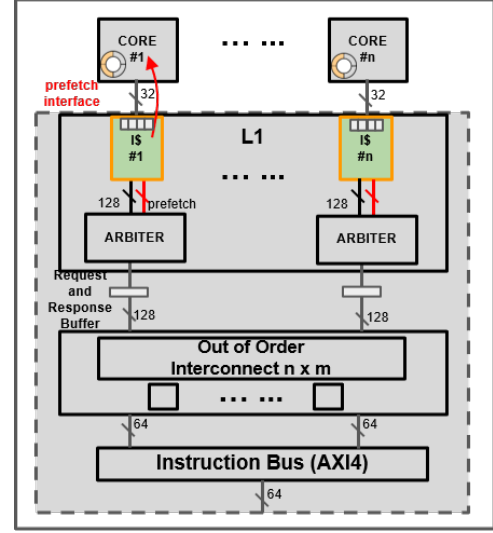 CORE
#1
... ...
CORE
#n
prefetch
interface
32
32
L1
I$
#1
... ...
I$
#n
128
prefetch
128
ARBITER
ARBITER
Request
and
Response
Buffer
128
128
Out of Order
Interconnect n x m
... ...
64
64
Instruction Bus (AXI4)
64